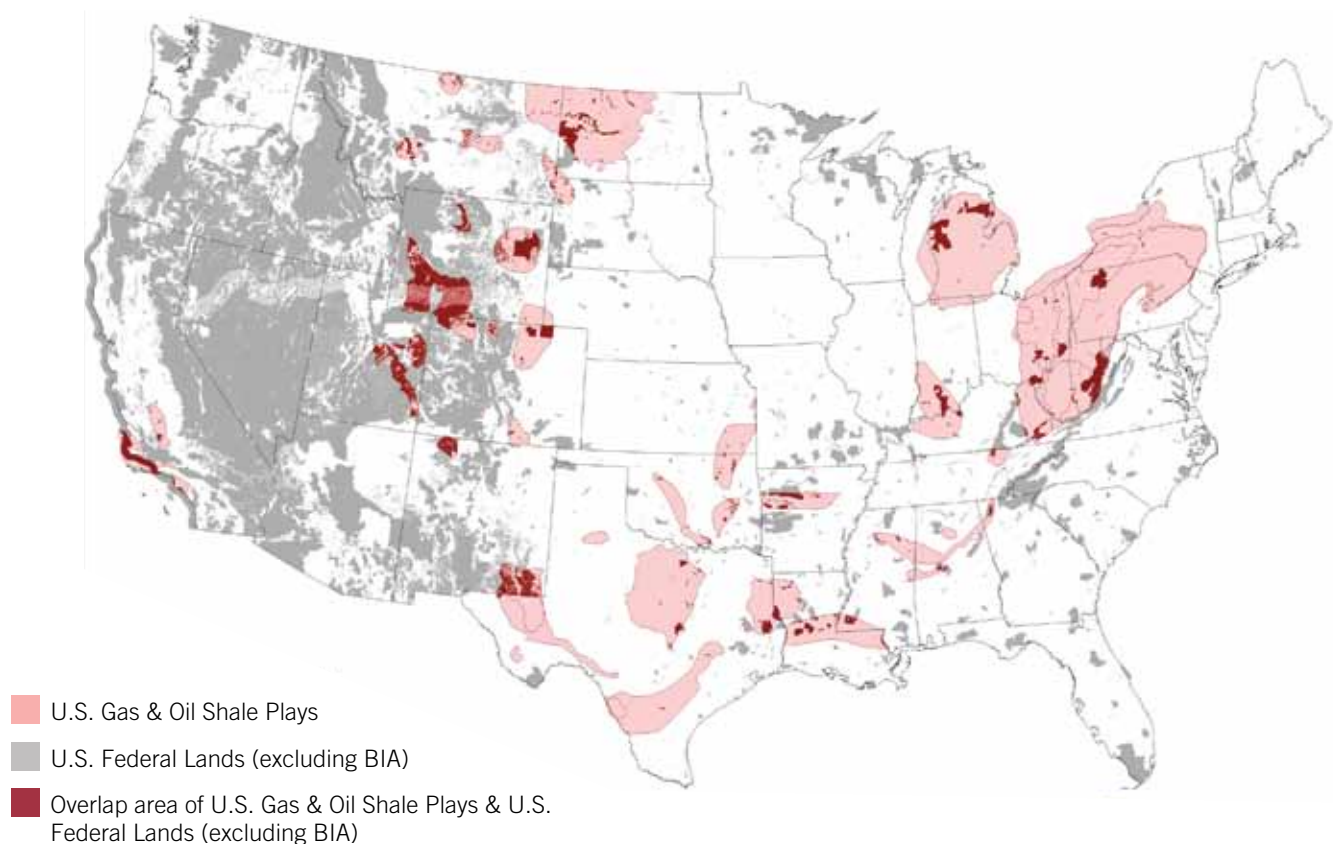 U.S. Gas & Oil Shale Plays
U.S. Federal Lands (excluding BIA)
Overlap area of U.S. Gas & Oil Shale Plays & U.S.
Federal Lands (excluding BIA)